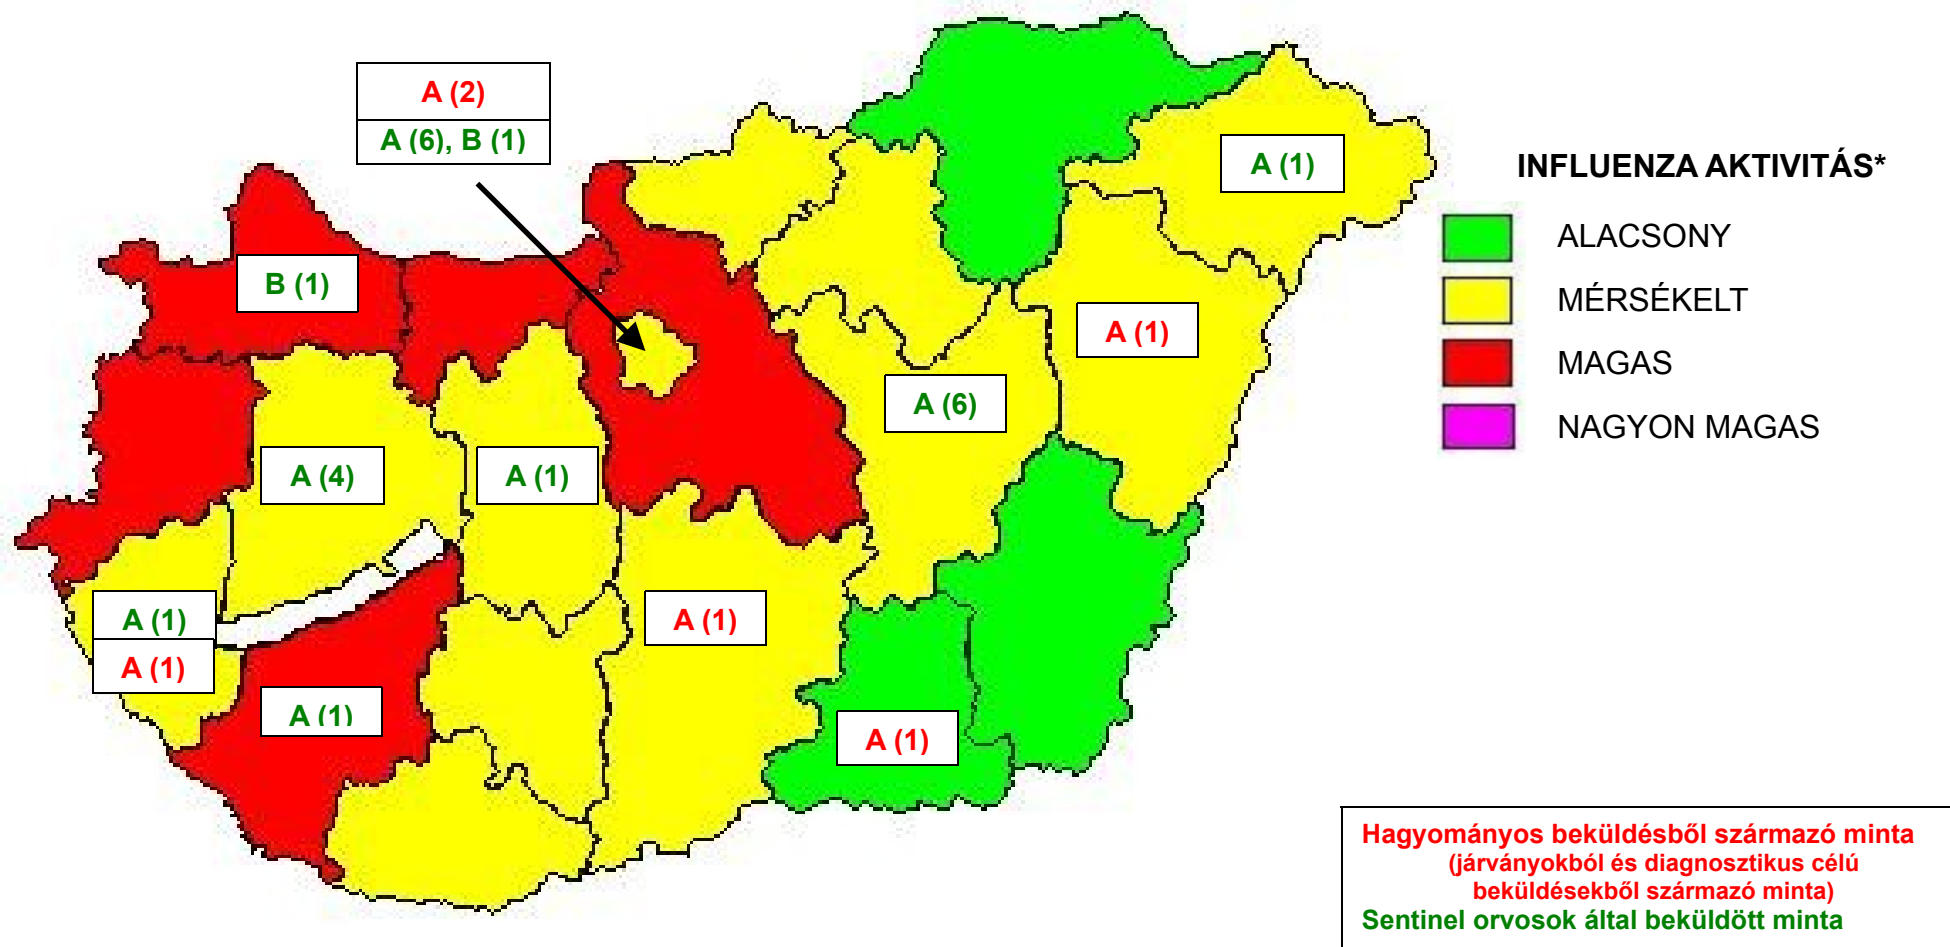 A (2)
A (6), B (1)
A (1)
INFLUENZA AKTIVITÁS*
ALACSONY
B (1)
MÉRSÉKELT
A (1)
MAGAS
A (6)
NAGYON MAGAS
A (4)
A (1)
A (1)
A (1)
A (1)
A (1)
A (1)
Hagyományos beküldésből származó minta
(járványokból és diagnosztikus célú
beküldésekből származó minta)
Sentinel orvosok által beküldött minta